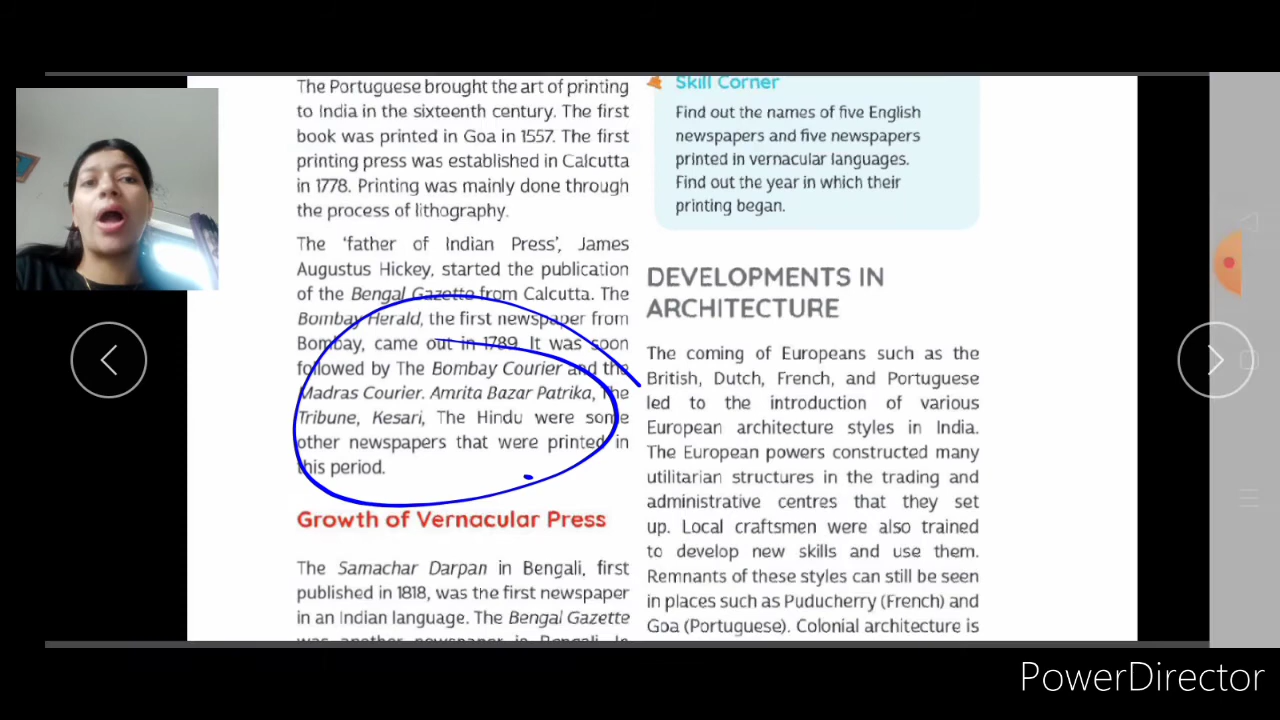 The Portuguese brought the art of printing
to India in the sixteenth century. The first
book was printed in Goa in 1557. The first
printing press was established in Calcutta
in 1778. Printing was mainly done through
the process of lithography.
The ‘father of Indian Press’, James
Augustus Hickey, started the publication
of the Bengal Gazette from Calcutta. The
Bombay Herald, the first newspaper from
Bombay, came out in 1789. It was soon
followed by The Bombay Courier and the
Madras Courier. Amrita Bazar Patrika, The
Tribune, Kesari, The Hindu were some
other newspapers that were printed in
this period.
Growth of Vernacular Press
The Samachar Darpan in Bengali, first
published in 1818, was the first newspaper
in an Indian language. The Bengal Gazette
was another newspaper in Bengali. In
Skill Corner
Find out the names of five English
newspapers and five newspapers
printed in vernacular languages.
Find out the year in which their
printing began.
DEVELOPMENTS IN
ARCHITECTURE
The coming of Europeans such as the
British, Dutch, French, and Portuguese
led to the introduction of various
European architecture styles in India.
The European powers constructed many
utilitarian structures in the trading and
administrative centres that they set
up. Local craftsmen were also trained
to develop new skills and use them.
Remnants of these styles can still be seen
in places such as Puducherry (French) and
Goa (Portuguese). Colonial architecture is
PowerDirector